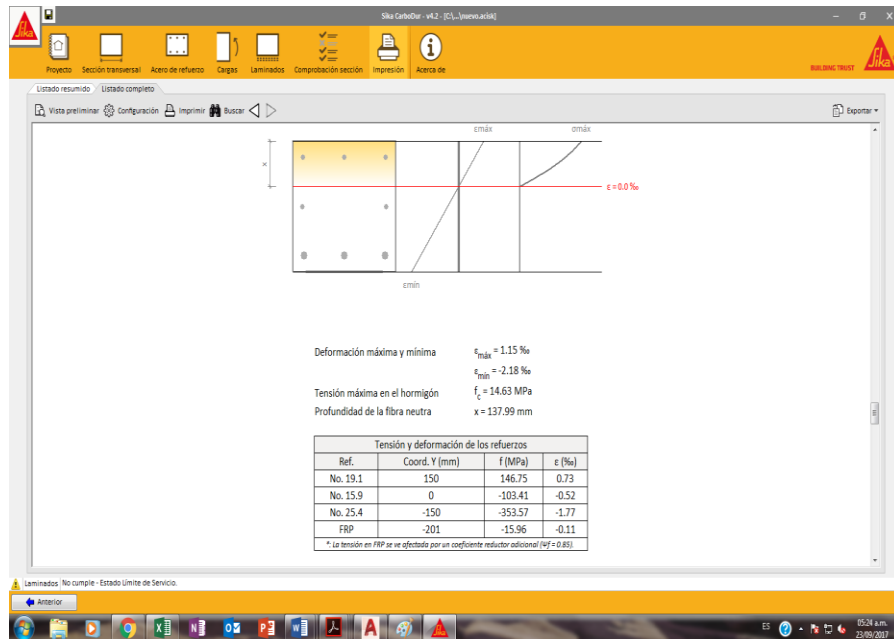 Sika CarboDur - v4.2 - [C:\...\nuevo.acisk]
Proyecto Sección transversal Acero de refuerzo Cargas Laminados Comprobación sección Impresión Acerca de
BUILDING TRUST Sika
Listado resumido Listado completo
Vista preliminar Configuración Imprimir Buscar Exportar
εmáx σmáx
x
ε = 0.0 ‰
εmín
Deformación máxima y mínima εmáx = 1.15 ‰
εmín = -2.18 ‰
Tensión máxima en el hormigón fc = 14.63 MPa
Profundidad de la fibra neutra x = 137.99 mm
Tensión y deformación de los refuerzos
Ref. Coord. Y (mm) f (MPa) ε (‰)
No. 19.1 150 146.75 0.73
No. 15.9 0 -103.41 -0.52
No. 25.4 -150 -353.57 -1.77
FRP -201 -15.96 -0.11
*: La tensión en FRP se ve afectada por un coeficiente reductor adicional (Ψf = 0.85).
Laminados No cumple - Estado Límite de Servicio.
Anterior
ES 05:24 a.m.
23/09/2017